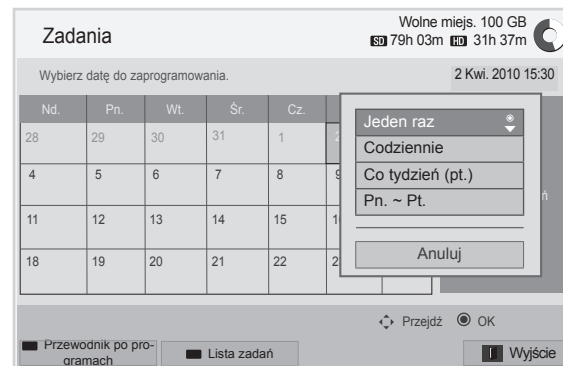 Zadania
Wolne miejs. 100 GB
SD 79h 03m HD 31h 37m
Wybierz datę do zaprogramowania.
2 Kwi. 2010 15:30
Nd. Pn. Wt. Śr. Cz.
28 29 30 31 1
4 5 6 7 8
11 12 13 14 15
18 19 20 21 22
Jeden raz
Codziennie
Co tydzień (pt.)
Pn. ~ Pt.
Anuluj
Przejdź OK
Przewodnik po pro-
gramach
Lista zadań
Wyjście